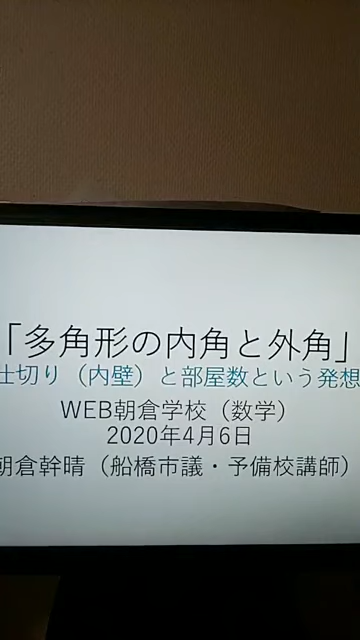 「多角形の内角と外角」
仕切り（内壁）と部屋数という発想
WEB朝倉学校（数学）
2020年4月6日
朝倉幹晴（船橋市議・予備校講師）